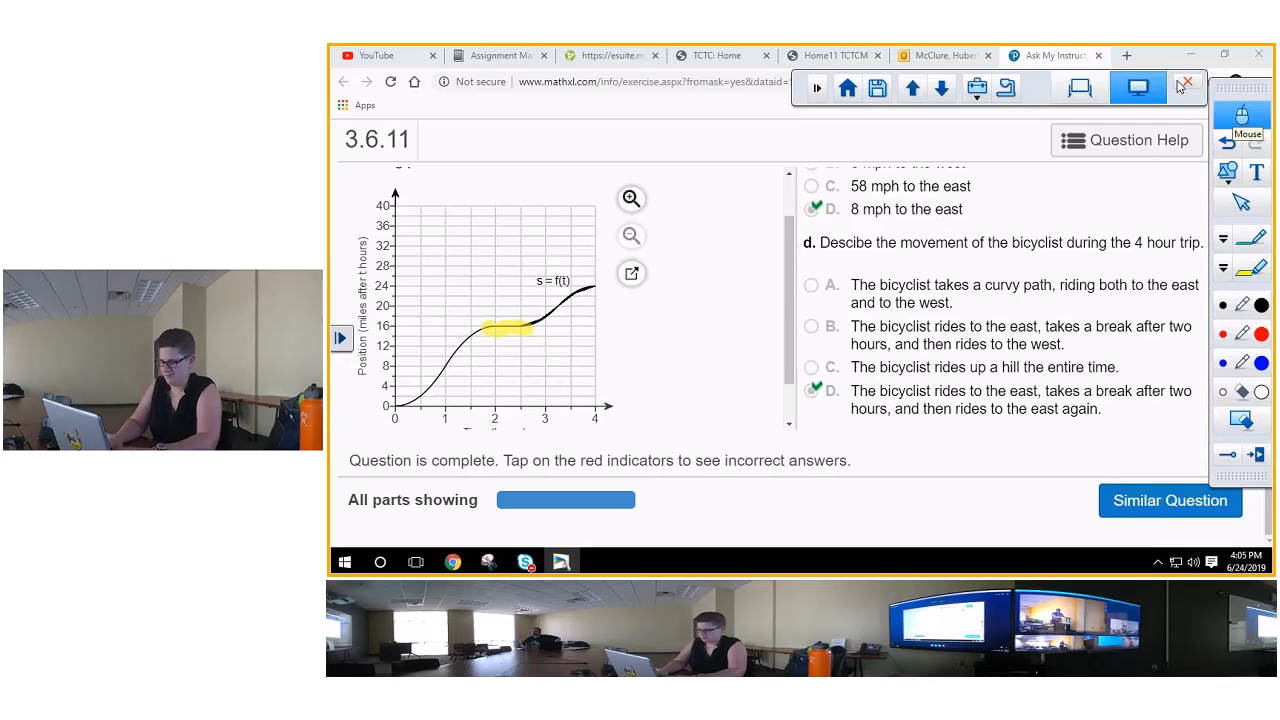 YouTube
Assignment Ma
https://esuite.m
TCTC: Home
Home11 TCTCM
McClure, Huber
Ask My Instruc
Not secure
www.mathxl.com/info/exercise.aspx?fromask=yes&dataid=
Apps
Mouse
3.6.11
Question Help
40
36
32
28
24
20
16
12
8
4
0
0
1
2
3
4
Position (miles after t hours)
s = f(t)
C. 58 mph to the east
D. 8 mph to the east
d. Descibe the movement of the bicyclist during the 4 hour trip.
A. The bicyclist takes a curvy path, riding both to the east
and to the west.
B. The bicyclist rides to the east, takes a break after two
hours, and then rides to the west.
C. The bicyclist rides up a hill the entire time.
D. The bicyclist rides to the east, takes a break after two
hours, and then rides to the east again.
Question is complete. Tap on the red indicators to see incorrect answers.
All parts showing
Similar Question
T
4:05 PM
6/24/2019